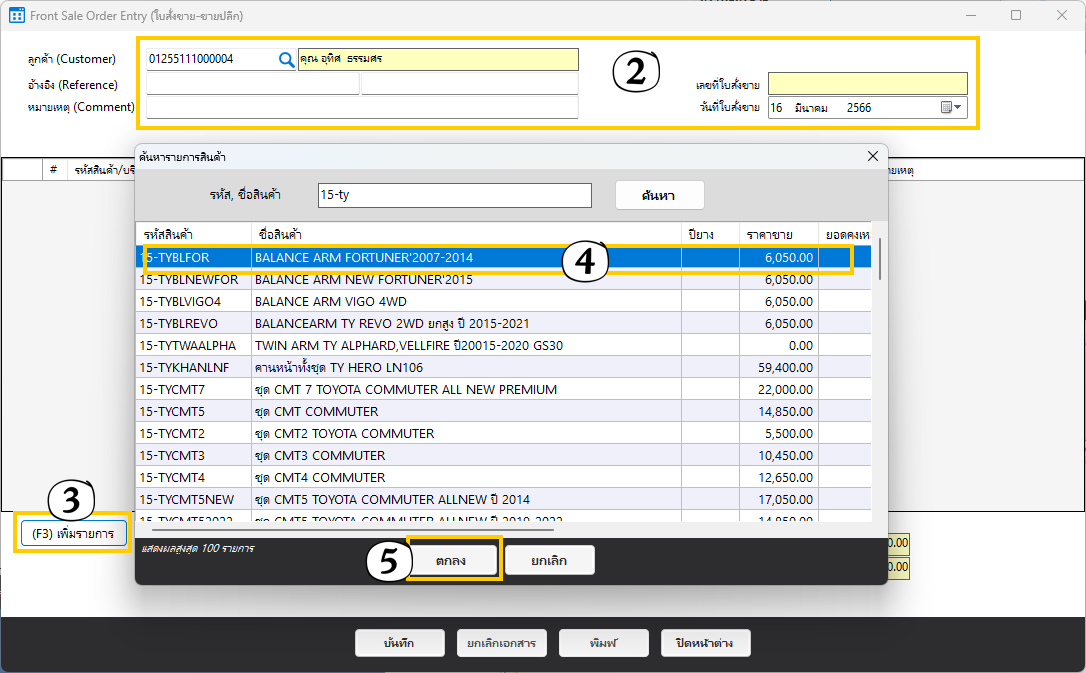 Front Sale Order Entry (ใบสั่งขาย-ขายปลีก)
ลูกค้า (Customer) 01255111000004 คุณ อุทิศ ธรรมศร
2
อ้างอิง (Reference) เลขที่ใบสั่งขาย
หมายเหตุ (Comment) วันที่ใบสั่งขาย 16 มีนาคม 2566
# รหัสสินค้า/บริ
ค้นหารายการสินค้า
รหัส, ชื่อสินค้า 15-ty ค้นหา
รหัสสินค้า ชื่อสินค้า ปียาง ราคาขาย ยอดคงเห
15-TYBLFOR BALANCE ARM FORTUNER'2007-2014 6,050.00
4
15-TYBLNEWFOR BALANCE ARM NEW FORTUNER'2015 6,050.00
15-TYBLVIGO4 BALANCE ARM VIGO 4WD 6,050.00
15-TYBLREVO BALANCEARM TY REVO 2WD ยกสูง ปี 2015-2021 6,050.00
15-TYTWAALPHA TWIN ARM TY ALPHARD,VELLFIRE ปี20015-2020 GS30 0.00
15-TYKHANLNF คานหน้าทั้งชุด TY HERO LN106 59,400.00
15-TYCMT7 ชุด CMT 7 TOYOTA COMMUTER ALL NEW PREMIUM 22,000.00
15-TYCMT5 ชุด CMT COMMUTER 14,850.00
15-TYCMT2 ชุด CMT2 TOYOTA COMMUTER 5,500.00
15-TYCMT3 ชุด CMT3 COMMUTER 10,450.00
15-TYCMT4 ชุด CMT4 COMMUTER 12,650.00
15-TYCMT5NEW ชุด CMT5 TOYOTA COMMUTER ALLNEW ปี 2014 17,050.00
3
(F3) เพิ่มรายการ
แสดงผลสูงสุด 100 รายการ
5
ตกลง ยกเลิก
บันทึก ยกเลิกเอกสาร พิมพ์ ปิดหน้าต่าง